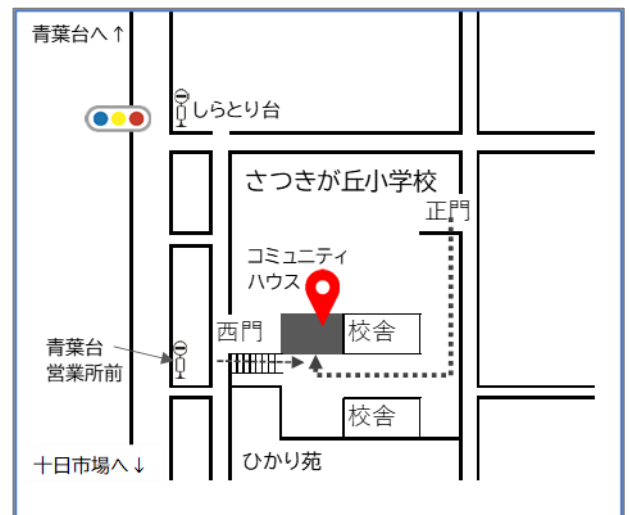 青葉台へ↑
しらとり台
さつきが丘小学校
正門
コミュニティ
ハウス
西門
校舎
青葉台
営業所前
校舎
十日市場へ↓
ひかり苑